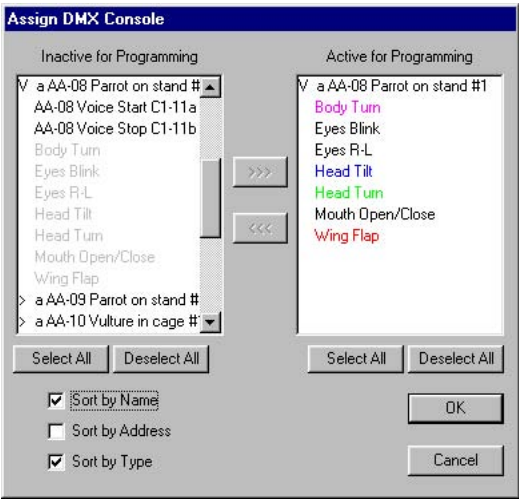 Assign DMX Console
Inactive for Programming
V a AA-08 Parrot on stand #
AA-08 Voice Start C1-11a
AA-08 Voice Stop C1-11b
Body Turn
Eyes Blink
Eyes R-L
Head Tilt
Head Turn
Mouth Open/Close
Wing Flap
> a AA-09 Parrot on stand #
> a AA-10 Vulture in cage #
Select All
Deselect All
>>>
<<<
Active for Programming
V a AA-08 Parrot on stand #1
Body Turn
Eyes Blink
Eyes R-L
Head Tilt
Head Turn
Mouth Open/Close
Wing Flap
Select All
Deselect All
Sort by Name
Sort by Address
Sort by Type
OK
Cancel